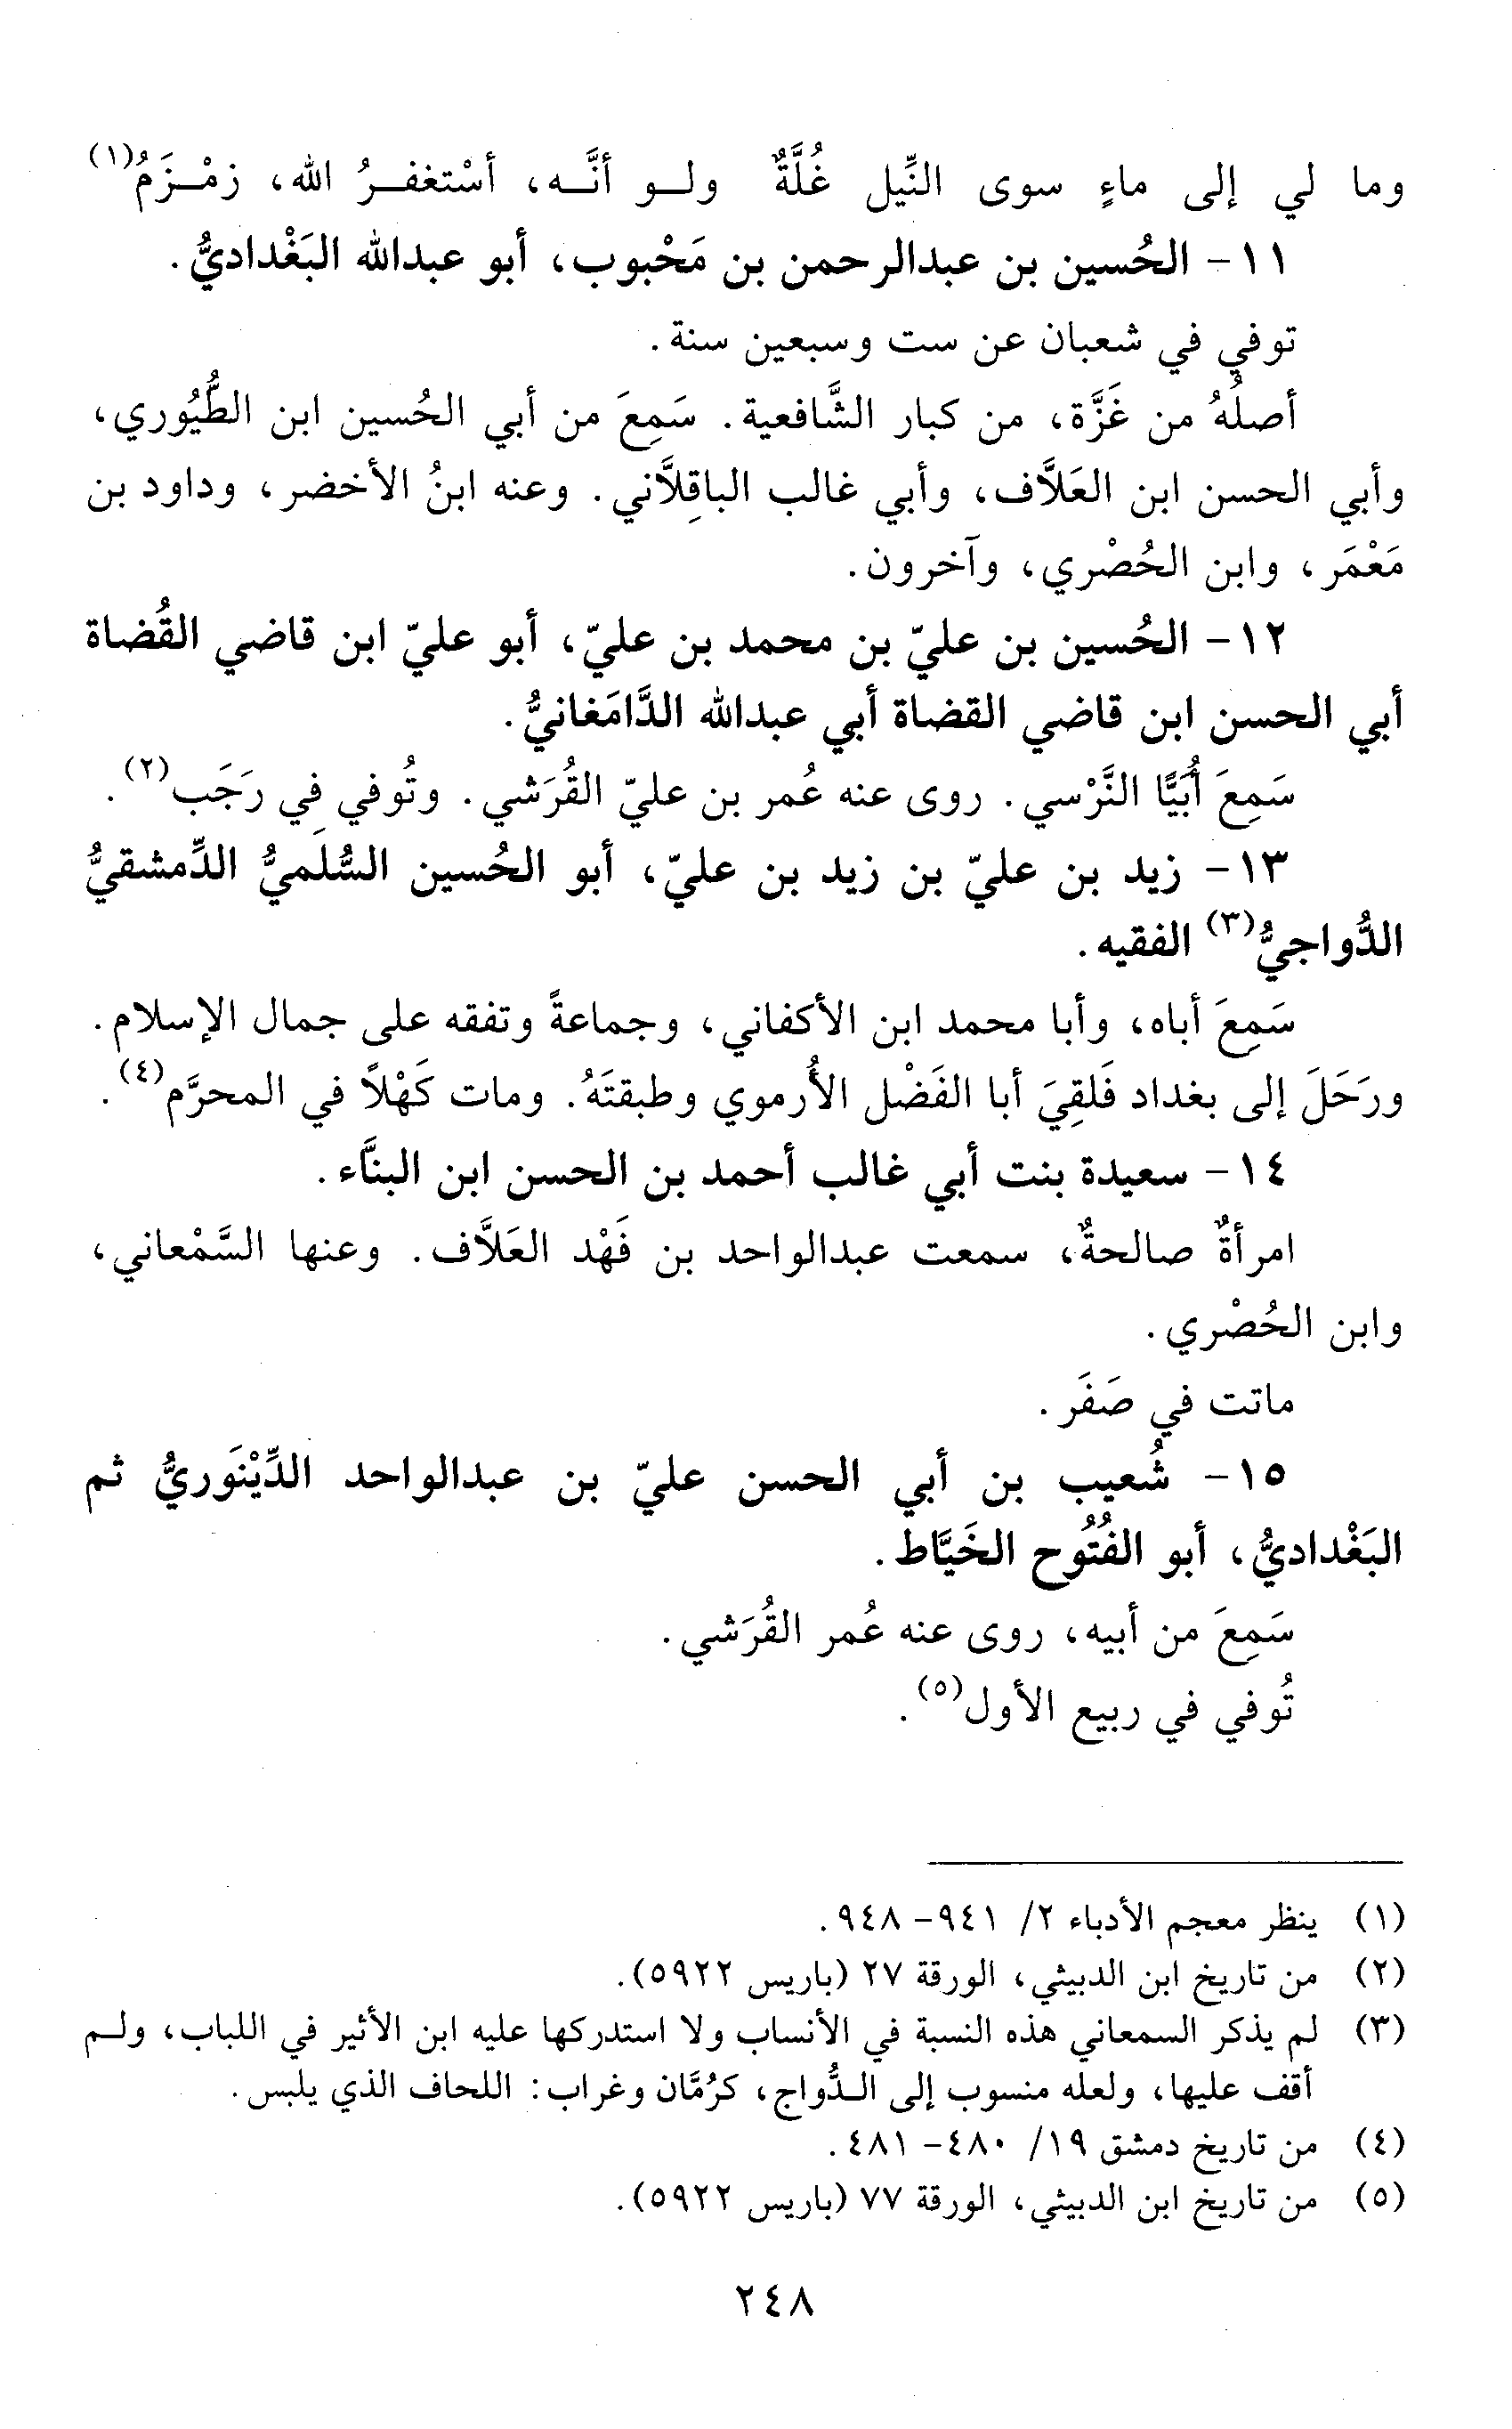 وما لي إلى ماءٍ سوى النِّيل غُلَّةٌ ولو أنَّه، أسْتغفرُ الله، زمْزَمُ(١)
١١- الحُسين بن عبدالرحمن بن مَحْبوب، أبو عبدالله البَغْداديُّ.
توفي في شعبان عن ست وسبعين سنة.
أصلُهُ من غَزَّة، من كبار الشَّافعية. سَمِعَ من أبي الحُسين ابن الطُّيُوري،
وأبي الحسن ابن العَلاَّف، وأبي غالب الباقِلاَّني. وعنه ابنُ الأخضر، وداود بن
مَعْمَر، وابن الحُصْري، وآخرون.
١٢- الحُسين بن عليّ بن محمد بن عليّ، أبو عليّ ابن قاضي القُضاة
أبي الحسن ابن قاضي القضاة أبي عبدالله الدَّامَغانيُّ.
سَمِعَ أُبَيًّا النَّرْسي. روى عنه عُمر بن عليّ القُرَشي. وتُوفي في رَجَب(٢).
١٣- زيد بن عليّ بن زيد بن عليّ، أبو الحُسين السُّلَميُّ الدِّمشقيُّ
الدُّواجيُّ(٣) الفقيه.
سَمِعَ أباه، وأبا محمد ابن الأكفاني، وجماعةً وتفقه على جمال الإسلام.
ورَحَلَ إلى بغداد فَلقِيَ أبا الفَضْل الأُرموي وطبقتَهُ. ومات كَهْلاً في المحرَّم(٤).
١٤- سعيدة بنت أبي غالب أحمد بن الحسن ابن البنَّاء.
امرأةٌ صالحةٌ، سمعت عبدالواحد بن فَهْد العَلاَّف. وعنها السَّمْعاني،
وابن الحُصْري.
ماتت في صَفَر.
١٥- شُعيب بن أبي الحسن عليّ بن عبدالواحد الدِّيْنَوريُّ ثم
البَغْداديُّ، أبو الفُتُوح الخَيَّاط.
سَمِعَ من أبيه، روى عنه عُمر القُرَشي.
تُوفي في ربيع الأول(٥).
(١) ينظر معجم الأدباء ٢/ ٩٤١- ٩٤٨.
(٢) من تاريخ ابن الدبيثي، الورقة ٢٧ (باريس ٥٩٢٢).
(٣) لم يذكر السمعاني هذه النسبة في الأنساب ولا استدركها عليه ابن الأثير في اللباب، ولم
أقف عليها، ولعله منسوب إلى الدُّواج، كرُمَّان وغراب: اللحاف الذي يلبس.
(٤) من تاريخ دمشق ١٩/ ٤٨٠- ٤٨١.
(٥) من تاريخ ابن الدبيثي، الورقة ٧٧ (باريس ٥٩٢٢).
٢٤٨